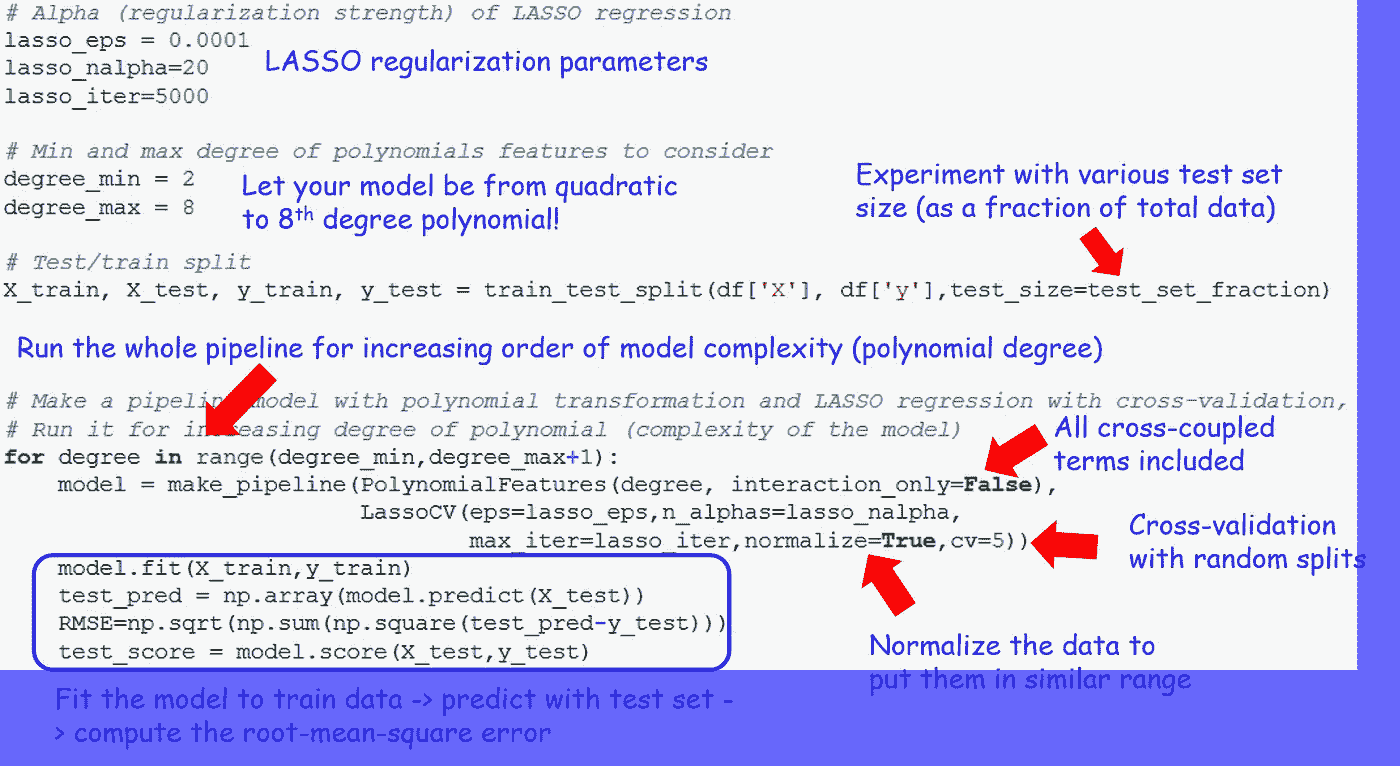 # Alpha (regularization strength) of LASSO regression
lasso_eps = 0.0001
lasso_nalpha=20
lasso_iter=5000
LASSO regularization parameters
# Min and max degree of polynomials features to consider
degree_min = 2
degree_max = 8
Let your model be from quadratic
to 8th degree polynomial!
Experiment with various test set
size (as a fraction of total data)
# Test/train split
X_train, X_test, y_train, y_test = train_test_split(df['X'], df['y'],test_size=test_set_fraction)
Run the whole pipeline for increasing order of model complexity (polynomial degree)
# Make a pipeline model with polynomial transformation and LASSO regression with cross-validation,
# Run it for increasing degree of polynomial (complexity of the model)
for degree in range(degree_min,degree_max+1):
model = make_pipeline(PolynomialFeatures(degree, interaction_only=False),
LassoCV(eps=lasso_eps,n_alphas=lasso_nalpha,
max_iter=lasso_iter,normalize=True,cv=5))
All cross-coupled
terms included
Cross-validation
with random splits
model.fit(X_train,y_train)
test_pred = np.array(model.predict(X_test))
RMSE=np.sqrt(np.sum(np.square(test_pred-y_test)))
test_score = model.score(X_test,y_test)
Normalize the data to
put them in similar range
Fit the model to train data -> predict with test set -
> compute the root-mean-square error